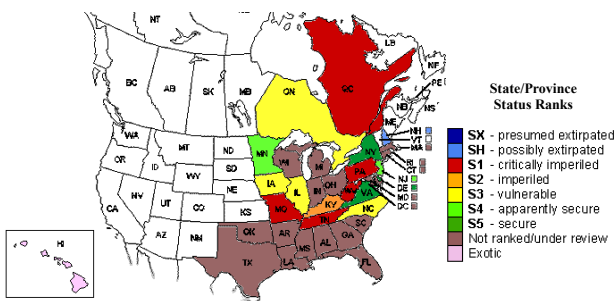 NT
NU
LB
BC
AB
SK
MB
ON
QC
NF
PE
NB
NS
ME
WA
MT
ND
MN
OR
ID
SD
WI
MI
NY
WY
NE
IA
PA
NV
UT
CO
KS
MO
IL
IN
OH
KY
VA
CA
AZ
NM
OK
AR
TN
NC
SC
TX
LA
MS
AL
GA
FL
HI
NH
VT
MA
RI
CT
NJ
DE
MD
DC
State/Province
Status Ranks
SX - presumed extirpated
SH - possibly extirpated
S1 - critically imperiled
S2 - imperiled
S3 - vulnerable
S4 - apparently secure
S5 - secure
Not ranked/under review
Exotic